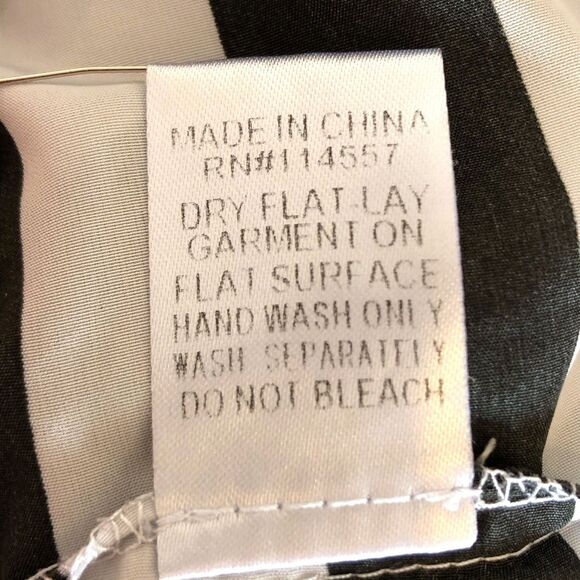 MADE IN CHINA
RN#114557
DRY FLAT-LAY
GARMENT ON
FLAT SURFACE
HAND WASH ONLY
WASH SEPARATELY
DO NOT BLEACH